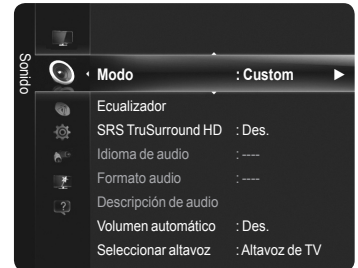 Sonido
Modo : Custom ►
Ecualizador
SRS TruSurround HD : Des.
Idioma de audio : ----
Formato audio : ----
Descripción de audio
Volumen automático : Des.
Seleccionar altavoz : Altavoz de TV